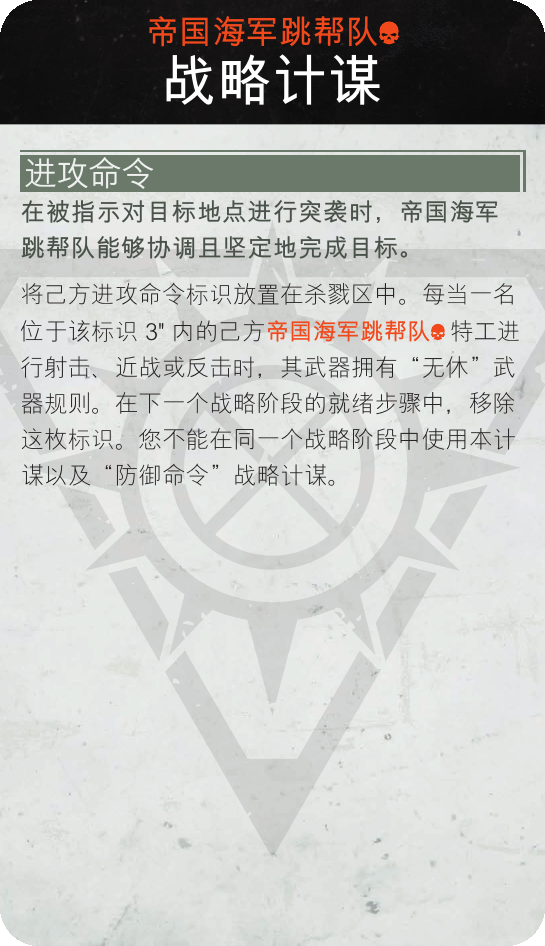 帝国海军跳帮队
战略计谋
进攻命令
在被指示对目标地点进行突袭时，帝国海军
跳帮队能够协调且坚定地完成目标。
将己方进攻命令标识放置在杀戮区中。每当一名
位于该标识 3" 内的己方帝国海军跳帮队 特工进
行射击、近战或反击时，其武器拥有“无休”武
器规则。在下一个战略阶段的就绪步骤中，移除
这枚标识。您不能在同一个战略阶段中使用本计
谋以及“防御命令”战略计谋。